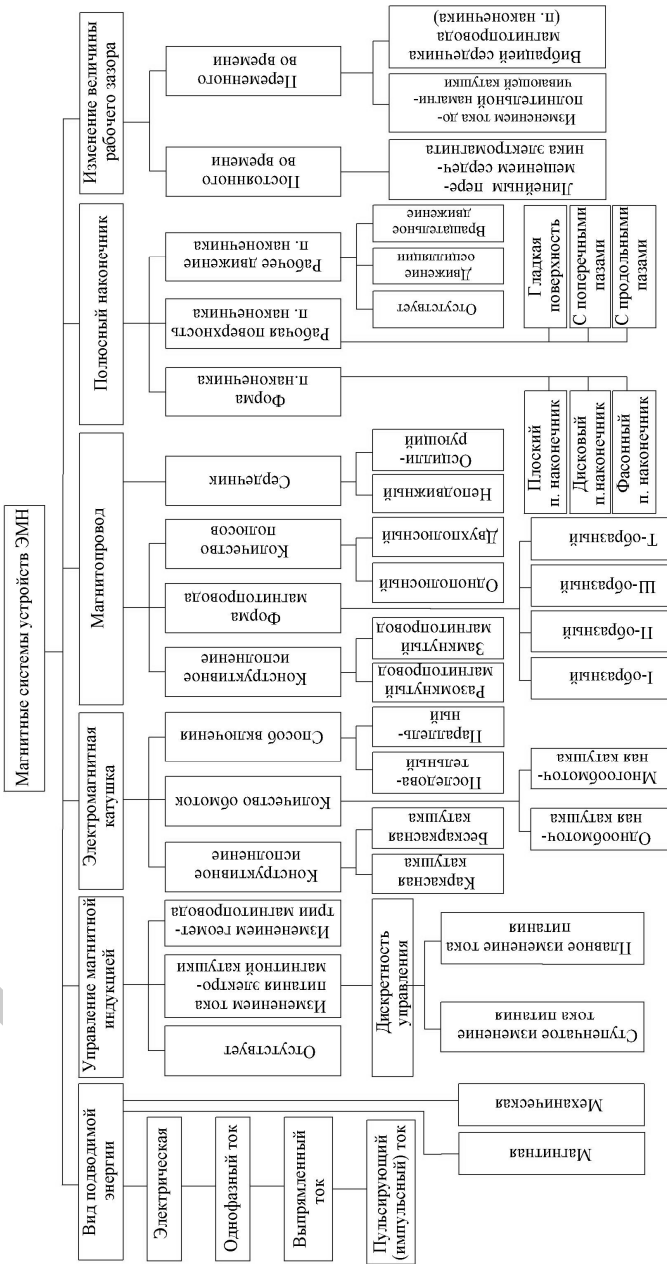 Магнитные системы устройств ЭМН
Вид подводимой
энергии
Электрическая
Однофазный ток
Выпрямленный
ток
Пульсирующий
(импульсный) ток
Магнитная
Механическая
Управление магнитной
индукцией
Отсутствует
Изменением тока
питания электро-
магнитной катушки
Изменением геомет-
трии магнитопровода
Дискретность
управления
Ступенчатое изменение
тока питания
Плавное изменение тока
питания
Электромагнитная
катушка
Конструктивное
исполнение
Количество обмоток
Способ включения
Каркасная
катушка
Бескаркасная
катушка
Последова-
тельный
Параллель-
ный
Однообмоточ-
ная катушка
Многообмоточ-
ная катушка
Магнитопровод
Конструктивное
исполнение
Форма
магнитопровода
Количество
полюсов
Сердечник
Разомкнутый
магнитопровод
Замкнутый
магнитопровод
Однополюсный
Двухполюсный
Неподвижный
Осцилли-
рующий
I-образный
П-образный
Ш-образный
Т-образный
Полюсный наконечник
Форма
п.наконечника
Рабочая поверхность
п. наконечника
Рабочее движение
п. наконечника
Отсутствует
Движение
осцилляции
Вращательное
движение
Плоский
п. наконечник
Дисковый
п.наконечник
Фасонный
п. наконечник
Гладкая
поверхность
С поперечными
пазами
С продольными
пазами
Изменение величины
рабочего зазора
Постоянного
во времени
Переменного
во времени
Линейным пере-
мещением сердеч-
ника электромагнита
Изменением тока до-
полнительной намагни-
чивающей катушки
Вибрацией сердечника
магнитопровода
(п. наконечника)